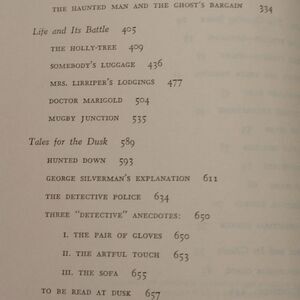 THE HAUNTED MAN AND THE GHOST'S BARGAIN 334
Life and Its Battle 405
THE HOLLY-TREE 409
SOMEBODY'S LUGGAGE 436
MRS. LIRRIPER'S LODGINGS 477
DOCTOR MARIGOLD 504
MUGBY JUNCTION 535
Tales for the Dusk 589
HUNTED DOWN 593
GEORGE SILVERMAN'S EXPLANATION 611
THE DETECTIVE POLICE 634
THREE "DETECTIVE" ANECDOTES: 650
I. THE PAIR OF GLOVES 650
II. THE ARTFUL TOUCH 653
III. THE SOFA 655
TO BE READ AT DUSK 657